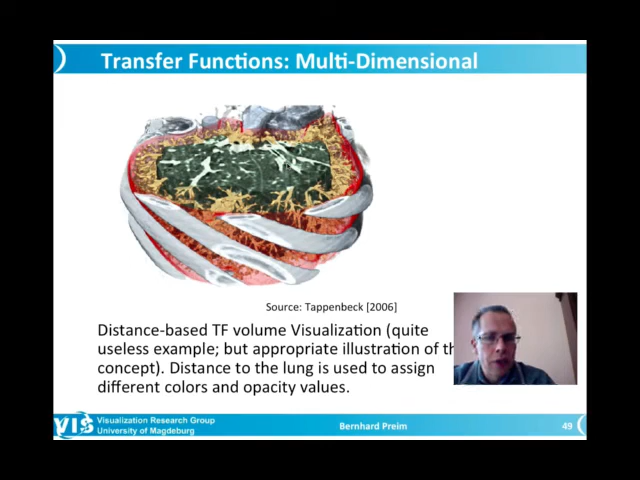 Transfer Functions: Multi-Dimensional
Source: Tappenbeck [2006]
Distance-based TF volume Visualization (quite
useless example; but appropriate illustration of
concept). Distance to the lung is used to assign
different colors and opacity values.
VIS
Visualization Research Group
University of Magdeburg
Bernhard Preim
49